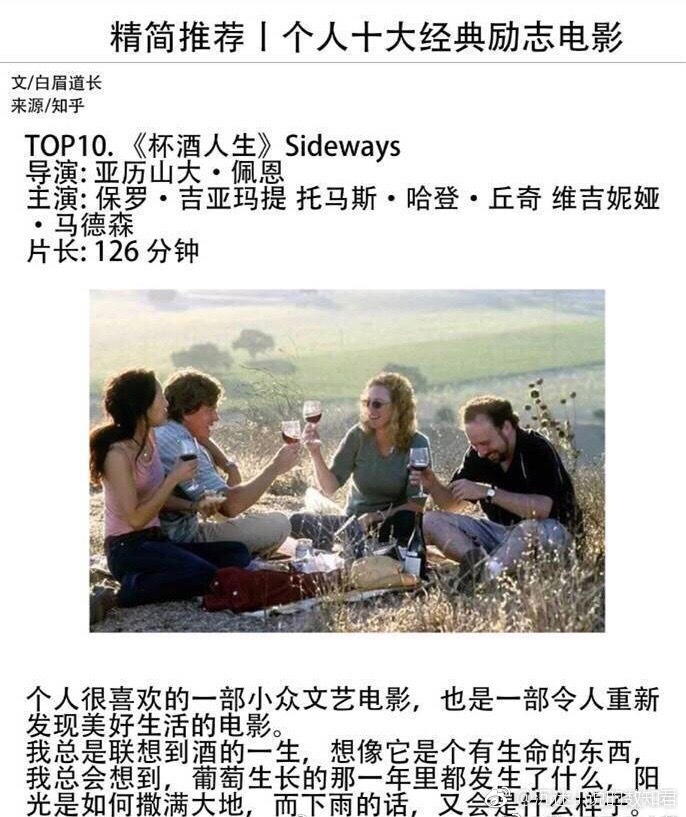 精简推荐丨个人十大经典励志电影
文/白眉道长
来源/知乎
TOP10.《杯酒人生》Sideways
导演: 亚历山大·佩恩
主演: 保罗·吉亚玛提 托马斯·哈登·丘奇 维吉妮娅
·马德森
片长: 126 分钟
个人很喜欢的一部小众文艺电影，也是一部令人重新
发现美好生活的电影。
我总是联想到酒的一生，想像它是个有生命的东西，
我总会想到，葡萄生长的那一年里都发生了什么，阳
光是如何撒满大地，而下雨的话，又会是什么样子。